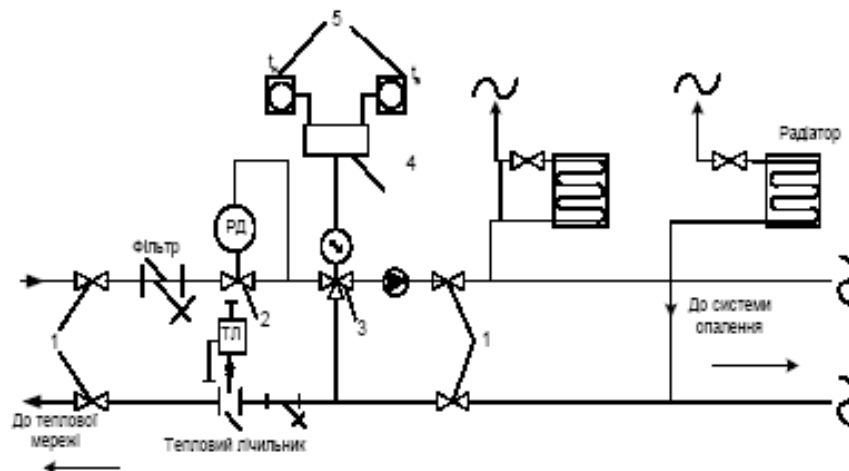 5
t
t
Радіатор
4
РД
Фільтр
2
3
ТЛ
1
1
До системи
опалення
До теплової
мережі
Тепловий лічильник